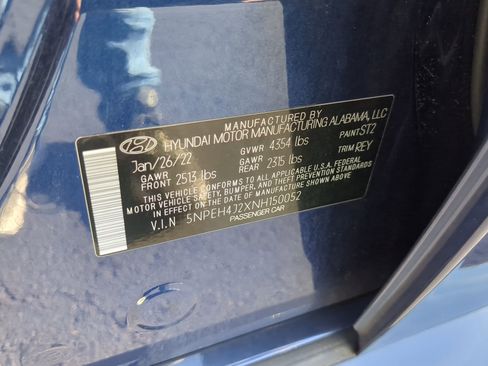 MANUFACTURED BY
HYUNDAI MOTOR MANUFACTURING ALABAMA, LLC
Jan/26/22 GVWR 4354 lbs PAINT ST2
GAWR FRONT 2513 lbs GAWR REAR 2315 lbs TRIM REY
THIS VEHICLE CONFORMS TO ALL APPLICABLE U.S.A. FEDERAL
MOTOR VEHICLE SAFETY, BUMPER, AND THEFT PREVENTION STANDARDS
IN EFFECT ON THE DATE OF MANUFACTURE SHOWN ABOVE.
V.I.N 5NPEH4J2XNH150052
PASSENGER CAR